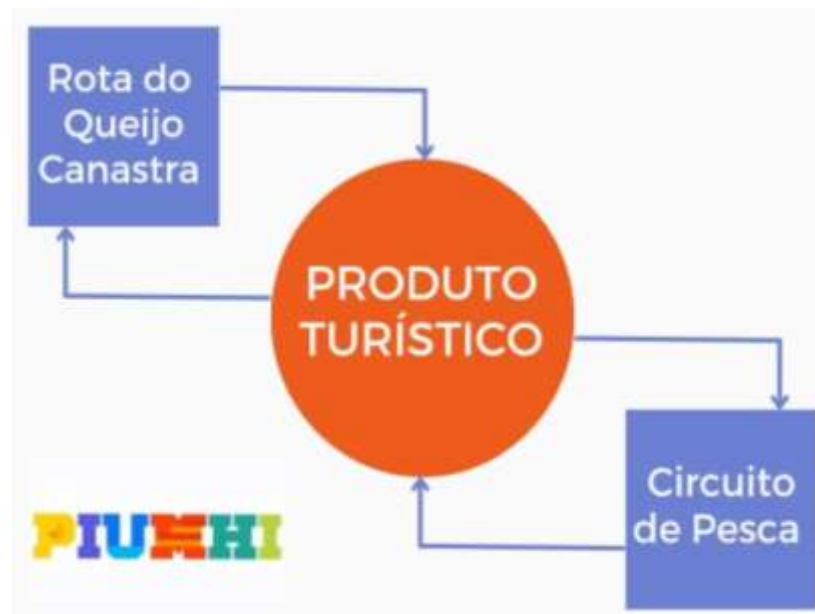 Rota do
Queijo
Canastra
PRODUTO
TURÍSTICO
Circuito
de Pesca
PIUMHI